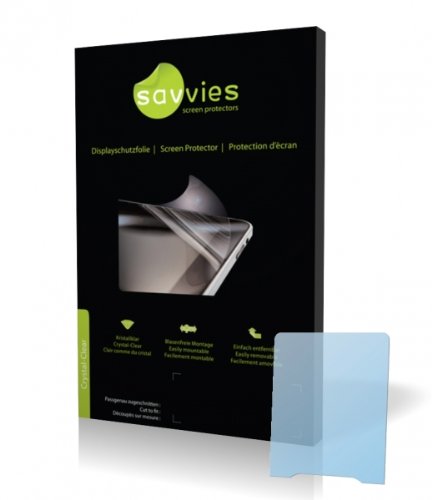 savvies
screen protectors
Displayschutzfolie | Screen Protector | Protection d'écran
Kristallklar
Crystal-Clear
Clair comme du cristal
Blasenfreie Montage
Easily mountable
Facilement montable
Einfach entfernbar
Easily removable
Facilement amovible
Crystal-Clear
Passgenau zugeschnitten:
Cut to fit:
Découpés sur mesure: